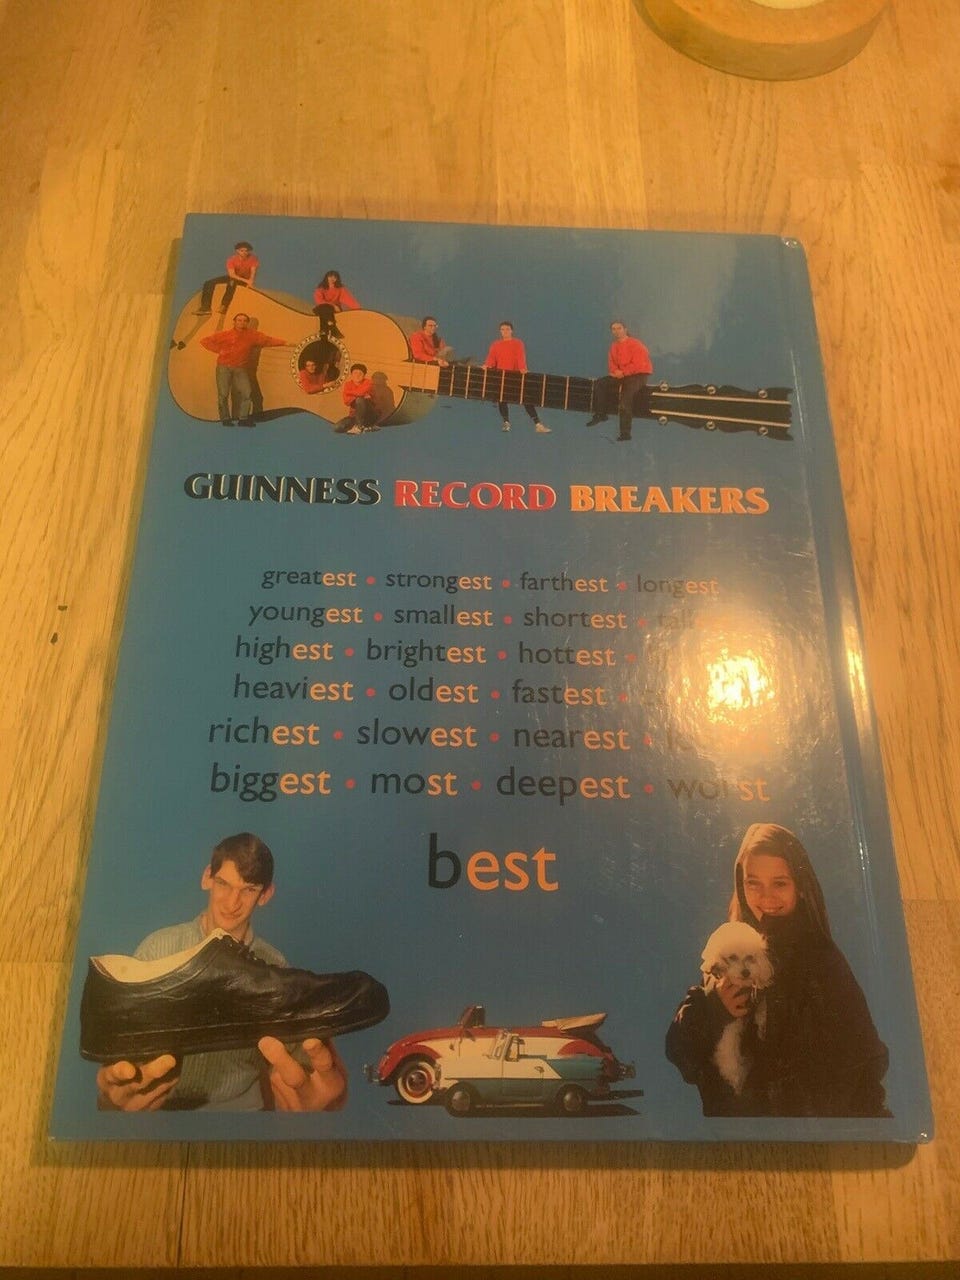 GUINNESS RECORD BREAKERS
greatest • strongest • farthest • longest
youngest • smallest • shortest •
highest • brightest • hottest •
heaviest • oldest • fastest •
richest • slowest • nearest •
biggest • most • deepest • worst
best